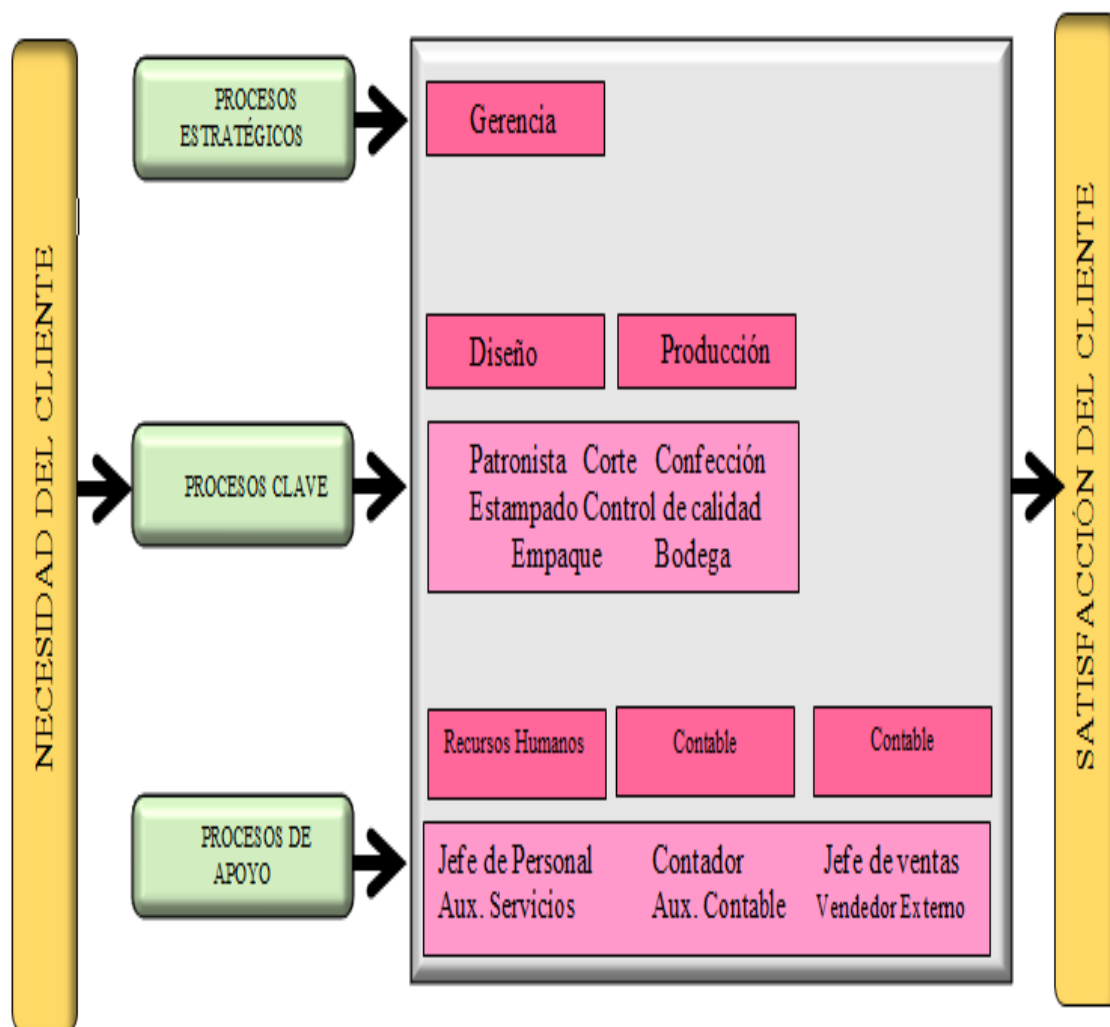 NECESIDAD DEL CLIENTE
PROCESOS
ESTRATÉGICOS
Gerencia
Diseño
Producción
PROCESOS CLAVE
Patronista Corte Confección
Estampado Control de calidad
Empaque Bodega
Recursos Humanos
Contable
Contable
PROCESOS DE
APOYO
Jefe de Personal
Aux. Servicios
Contador
Aux. Contable
Jefe de ventas
Vendedor Externo
SATISFACCIÓN DEL CLIENTE